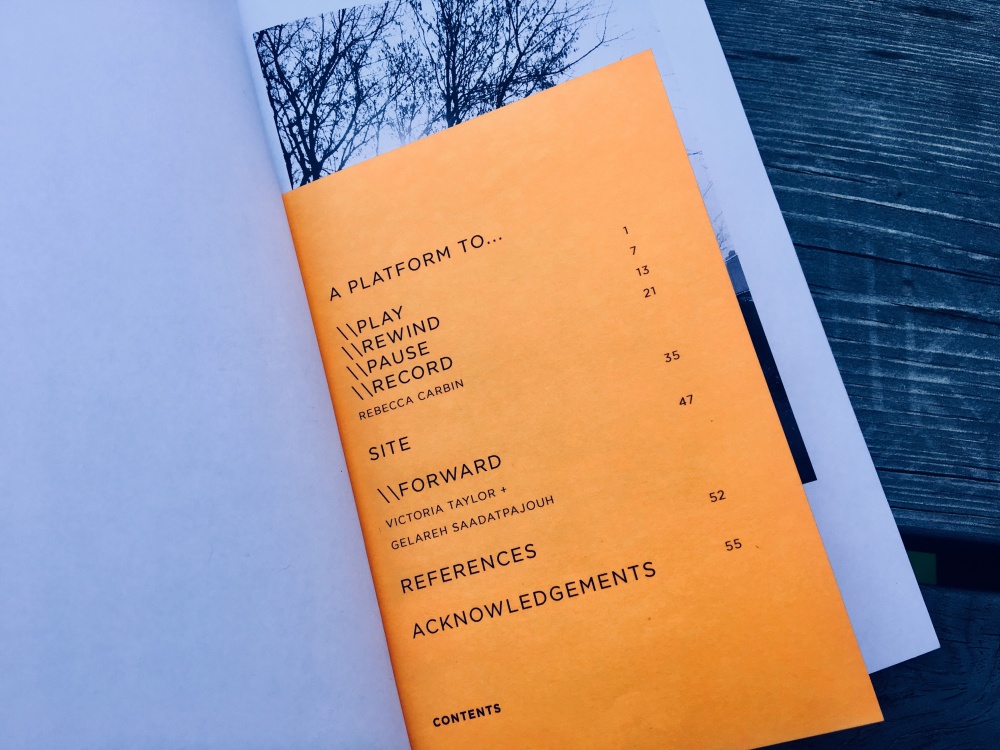 A PLATFORM TO...
\\PLAY 1
\\REWIND 7
\\PAUSE 13
\\RECORD 21
REBECCA CARBIN
SITE 35
\\FORWARD 47
VICTORIA TAYLOR +
GELAREH SAADATPAJOUH
REFERENCES 52
ACKNOWLEDGEMENTS 55
CONTENTS